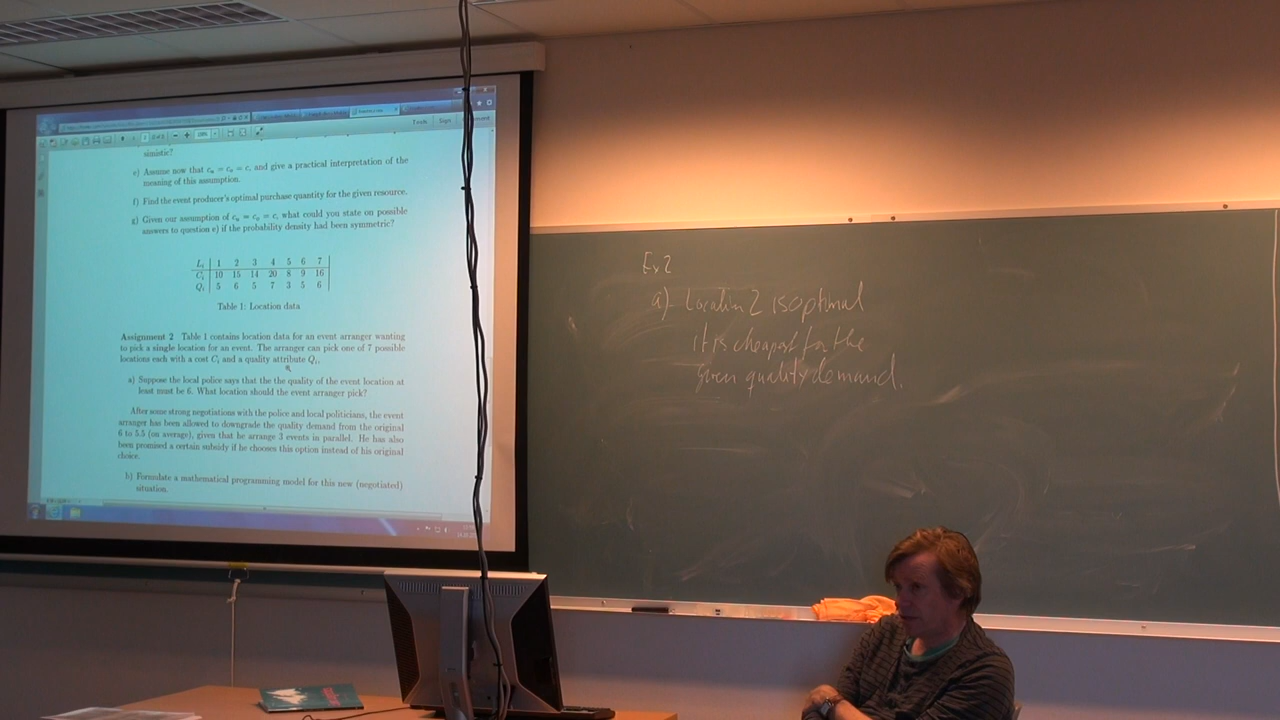 simistic?
e) Assume now that cᵤ = cₒ = c, and give a practical interpretation of the
meaning of this assumption.
f) Find the event producer's optimal purchase quantity for the given resource.
g) Given our assumption of cᵤ = cₒ = c, what could you state on possible
answers to question e) if the probability density had been symmetric?
Lᵢ 1 2 3 4 5 6 7
Cᵢ 10 15 14 20 8 9 16
Qᵢ 5 6 5 7 3 5 6
Table 1: Location data
Assignment 2 Table 1 contains location data for an event arranger wanting
to pick a single location for an event. The arranger can pick one of 7 possible
locations each with a cost Cᵢ and a quality attribute Qᵢ.
a) Suppose the local police says that the the quality of the event location at
least must be 6. What location should the event arranger pick?
After some strong negotiations with the police and local politicians, the event
arranger has been allowed to downgrade the quality demand from the original
6 to 5.5 (on average), given that he arrange 3 events in parallel. He has also
been promised a certain subsidy if he chooses this option instead of his original
choice.
b) Formulate a mathematical programming model for this new (negotiated)
situation.
Tools Sign
Ex 2
a) Location 2 is optimal
it is cheapest for the
given quality demand.